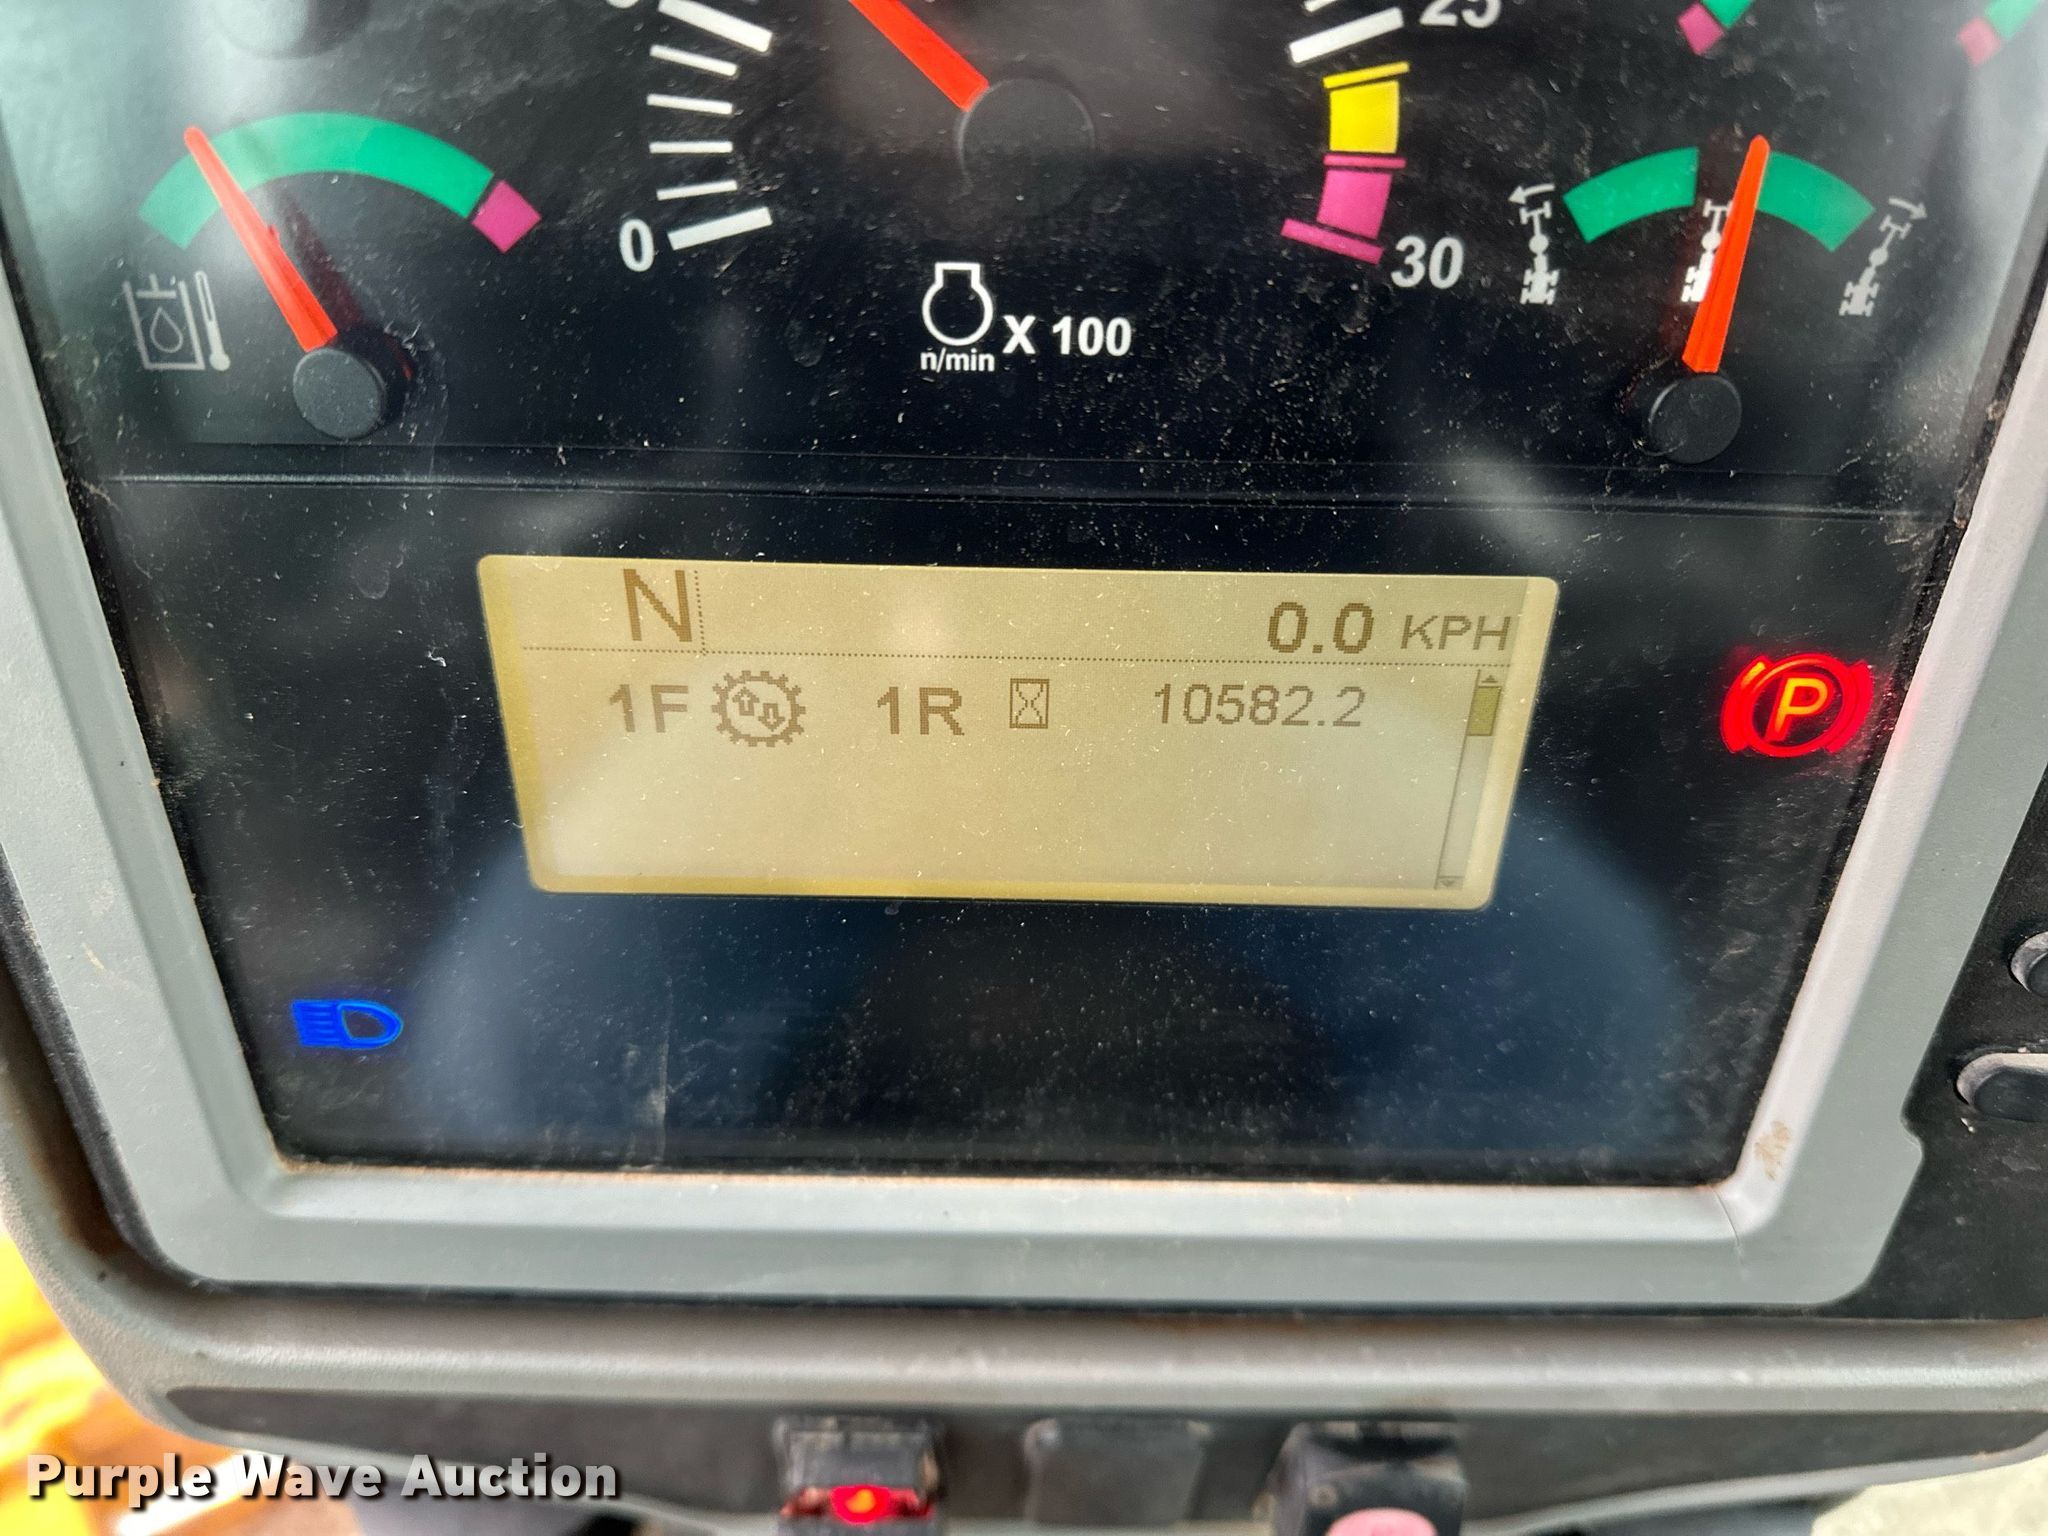 25
0
30
n/min X 100
N
0.0 KPH
1F 1R 10582.2
P
Purple Wave Auction